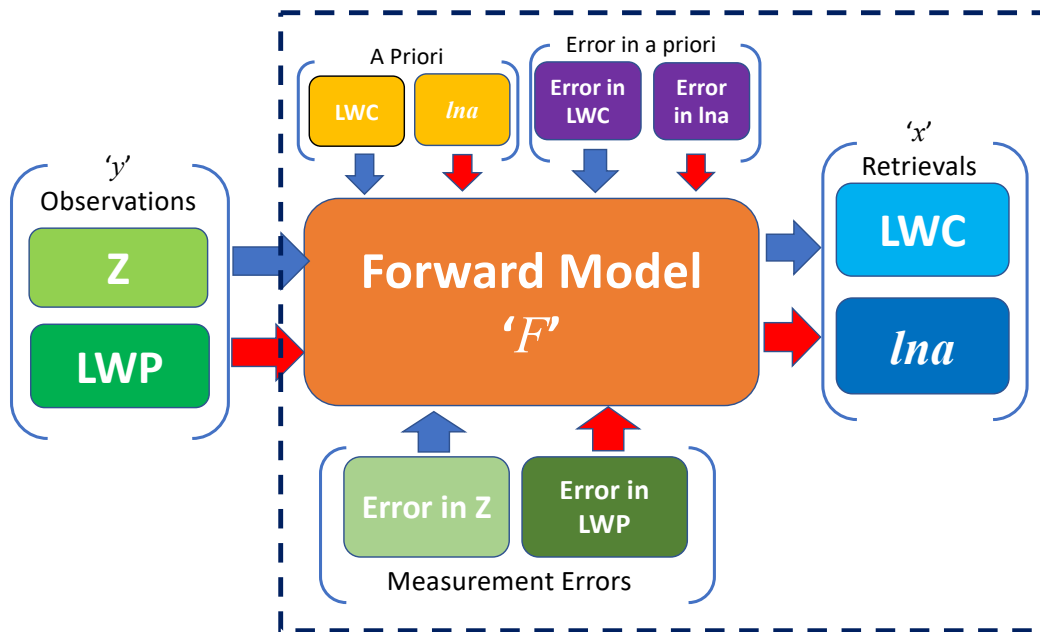 ‘y’
Observations
Z
LWP
A Priori
LWC
lna
Error in a priori
Error in
LWC
Error
in lna
Forward Model
‘F’
Error in Z
Error in
LWP
Measurement Errors
‘x’
Retrievals
LWC
lna